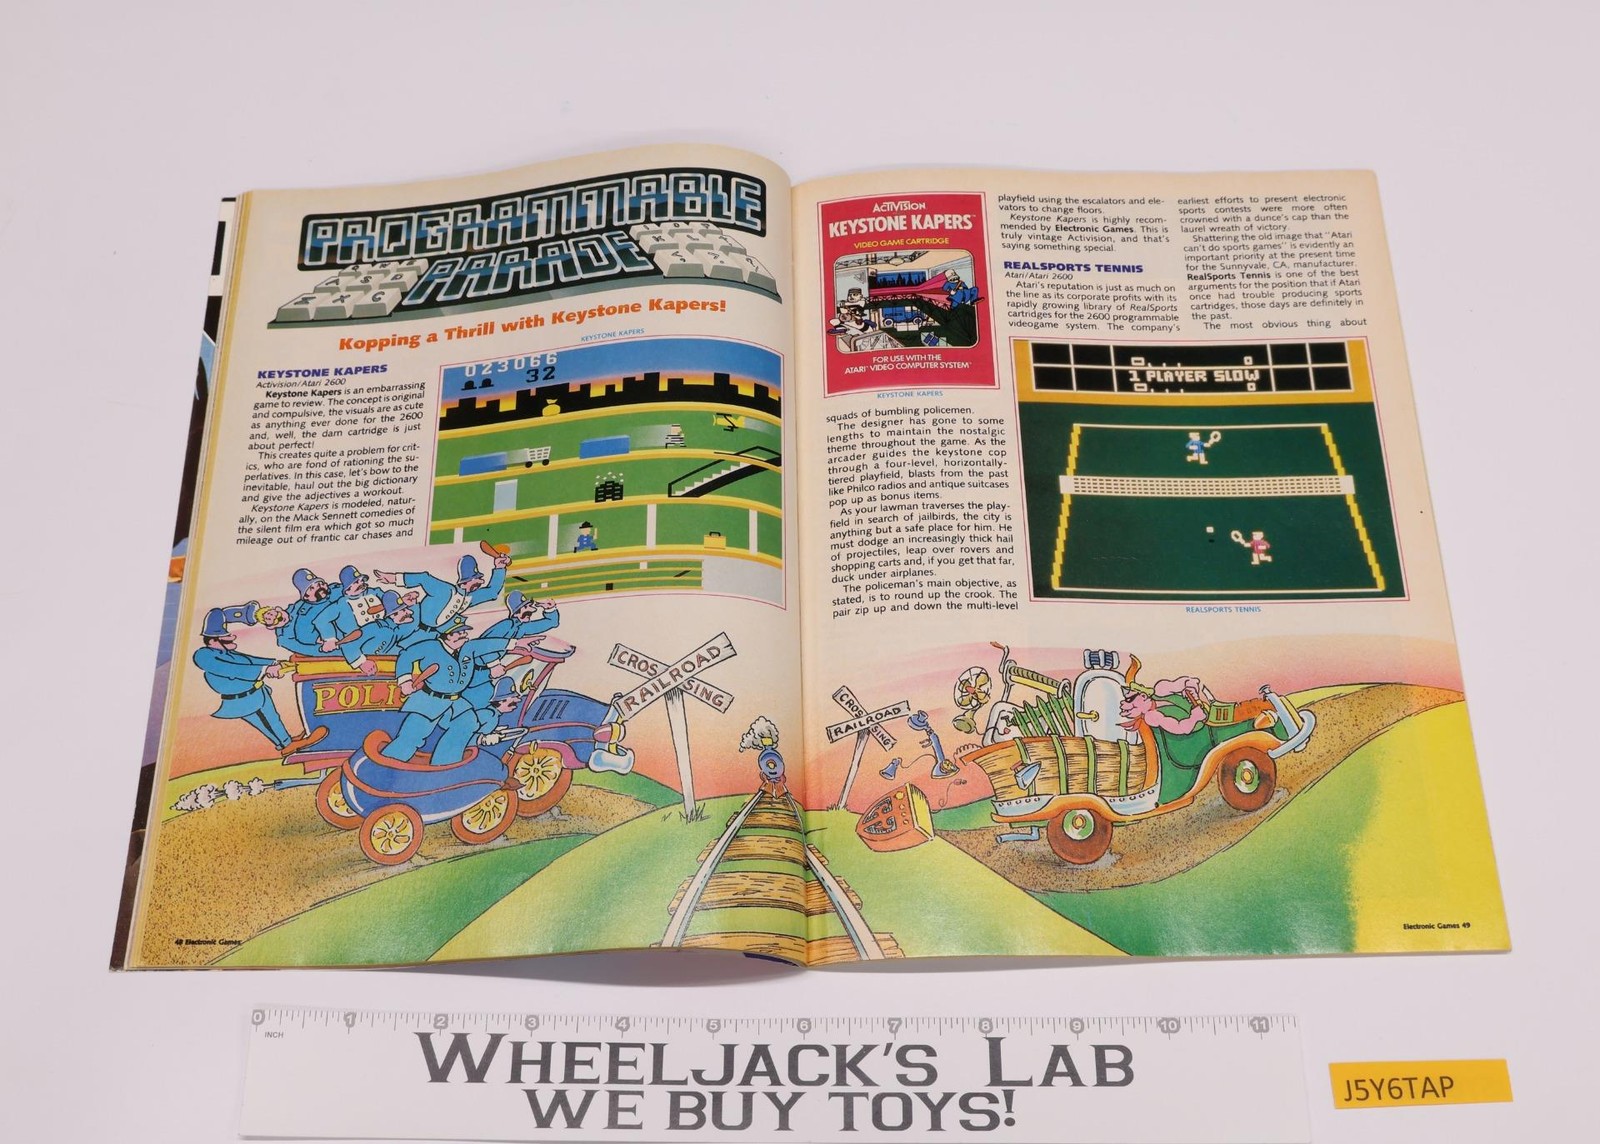 PROGRAMMABLE
PARADE
Kopping a Thrill with Keystone Kapers!
KEYSTONE KAPERS
KEYSTONE KAPERS
Activision/Atari 2600
Keystone Kapers is an embarrassing
game to review. The concept is original
and compulsive, the visuals are as cute
as anything ever done for the 2600
and, well, the darn cartridge is just
about perfect!
This creates quite a problem for crit-
ics, who are fond of rationing the su-
perlatives. In this case, let's bow to the
inevitable, haul out the big dictionary
and give the adjectives a workout.
Keystone Kapers is modeled, natur-
ally, on the Mack Sennett comedies of
the silent film era which got so much
mileage out of frantic car chases and
023066
32
POLI
CROS SING
RAILROAD
48 Electronic Games
ACTIVISION
KEYSTONE KAPERS™
VIDEO GAME CARTRIDGE
FOR USE WITH THE
ATARI® VIDEO COMPUTER SYSTEM™
KEYSTONE KAPERS
squads of bumbling policemen.
The designer has gone to some
lengths to maintain the nostalgic
theme throughout the game. As the
arcader guides the keystone cop
through a four-level, horizontally-
tiered playfield, blasts from the past
like Philco radios and antique suitcases
pop up as bonus items.
As your lawman traverses the play-
field in search of jailbirds, the city is
anything but a safe place for him. He
must dodge an increasingly thick hail
of projectiles, leap over rovers and
shopping carts and, if you get that far,
duck under airplanes.
The policeman's main objective, as
stated, is to round up the crook. The
pair zip up and down the multi-level
playfield using the escalators and ele-
vators to change floors.
Keystone Kapers is highly recom-
mended by Electronic Games. This is
truly vintage Activision, and that's
saying something special.
REALSPORTS TENNIS
Atari/Atari 2600
Atari's reputation is just as much on
the line as its corporate profits with its
rapidly growing library of RealSports
cartridges for the 2600 programmable
videogame system. The company's
earliest efforts to present electronic
sports contests were more often
crowned with a dunce's cap than the
laurel wreath of victory.
Shattering the old image that "Atari
can't do sports games" is evidently an
important priority at the present time
for the Sunnyvale, CA, manufacturer.
RealSports Tennis is one of the best
arguments for the position that if Atari
once had trouble producing sports
cartridges, those days are definitely in
the past.
The most obvious thing about
0 0
1 PLAYER SLOW
0 0
REALSPORTS TENNIS
CROS SING
RAILROAD
Electronic Games 49
0 1 2 3 4 5 6 7 8 9 10 11
INCH
WHEELJACK'S LAB
WE BUY TOYS!
J5Y6TAP